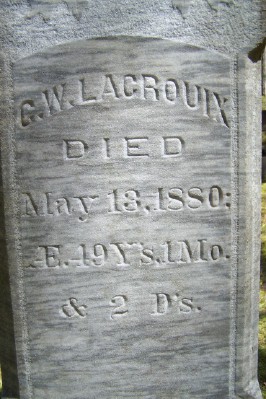 G.W. LACROUIX
DIED
May 13, 1880;
Æ. 49 Y's, 1 Mo.
& 2 D's.